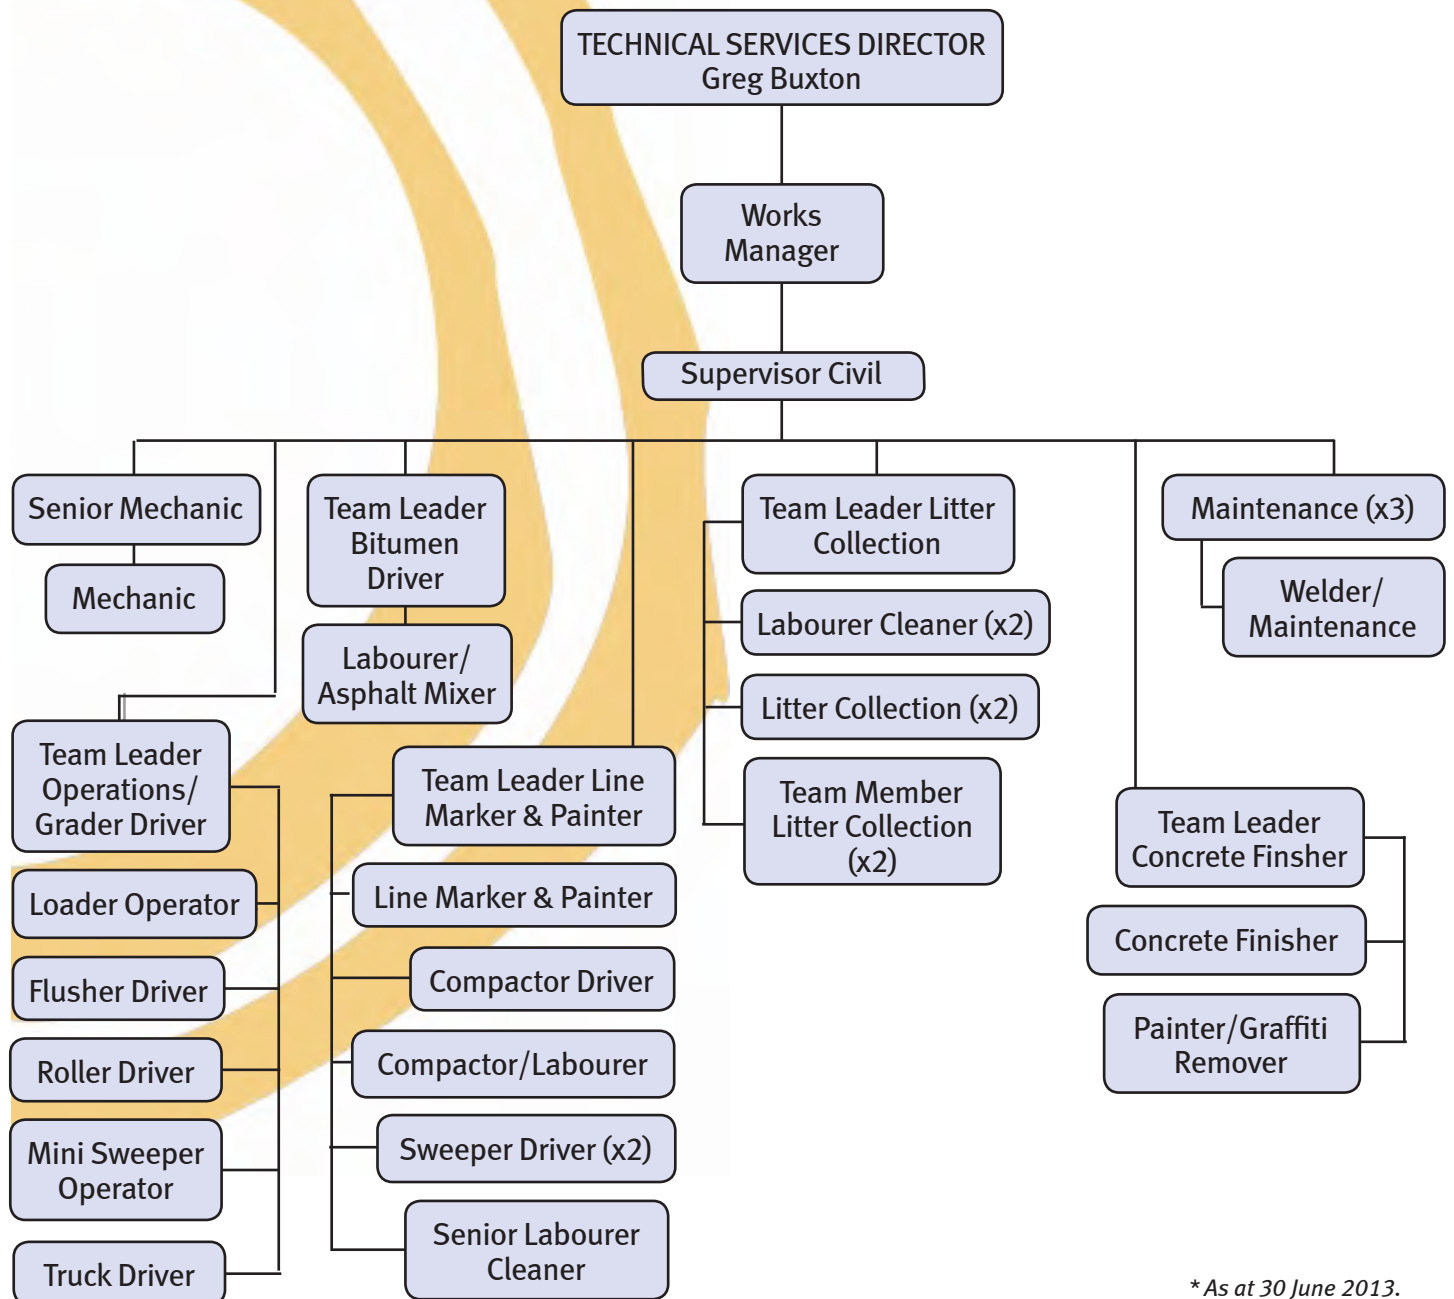 TECHNICAL SERVICES DIRECTOR
Greg Buxton
Works
Manager
Supervisor Civil
Senior Mechanic
Mechanic
Team Leader
Bitumen
Driver
Labourer/
Asphalt Mixer
Team Leader Litter
Collection
Labourer Cleaner (x2)
Litter Collection (x2)
Team Member
Litter Collection
(x2)
Maintenance (x3)
Welder/
Maintenance
Team Leader
Operations/
Grader Driver
Loader Operator
Flusher Driver
Roller Driver
Mini Sweeper
Operator
Truck Driver
Team Leader Line
Marker & Painter
Line Marker & Painter
Compactor Driver
Compactor/Labourer
Sweeper Driver (x2)
Senior Labourer
Cleaner
Team Leader
Concrete Finsher
Concrete Finisher
Painter/Graffiti
Remover
* As at 30 June 2013.